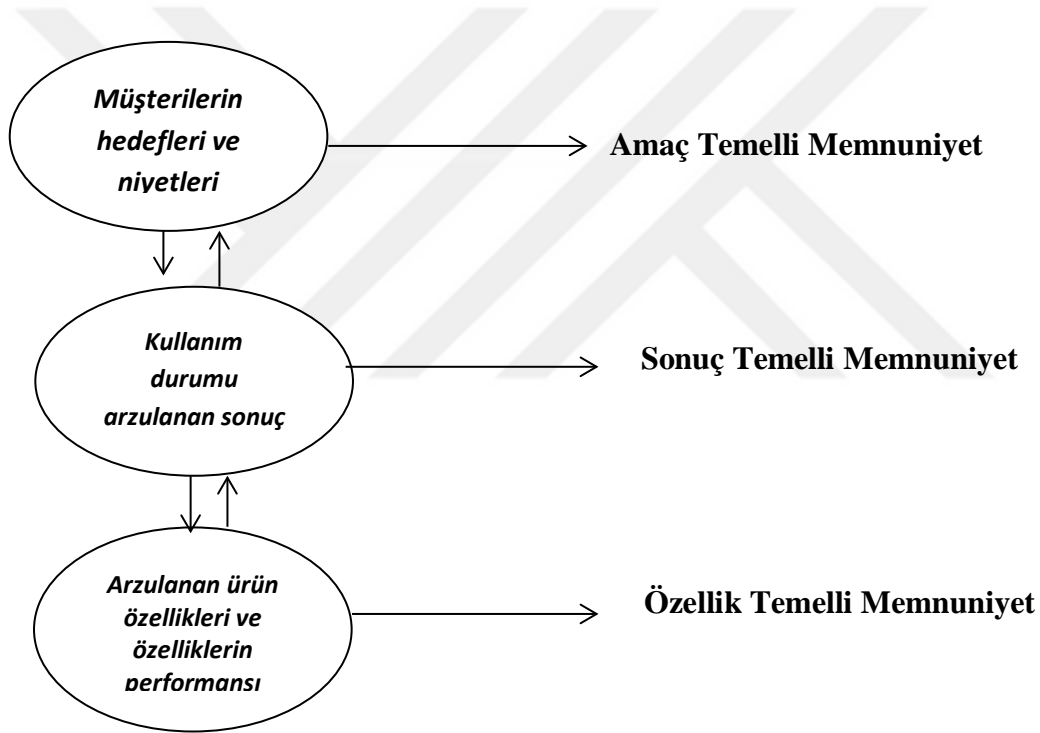 Müşterilerin
hedefleri ve
niyetleri
Amaç Temelli Memnuniyet
Kullanım
durumu
arzulanan sonuç
Sonuç Temelli Memnuniyet
Arzulanan ürün
özellikleri ve
özelliklerin
performansı
Özellik Temelli Memnuniyet